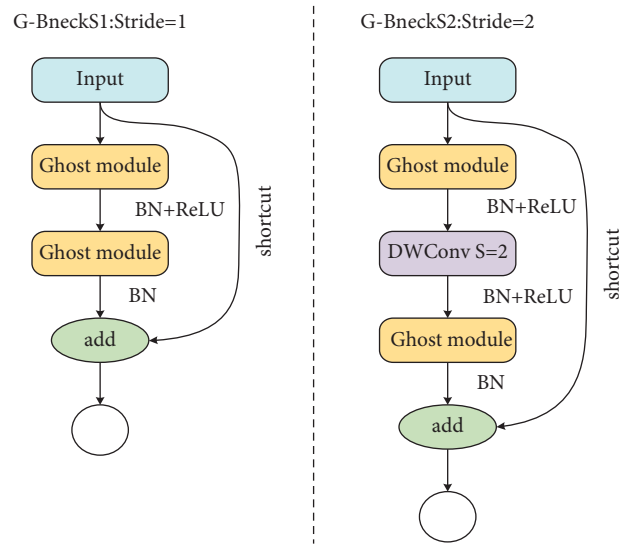 G-BneckS1:Stride=1
Input
Ghost module
BN+ReLU
Ghost module
BN
add
shortcut
G-BneckS2:Stride=2
Input
Ghost module
BN+ReLU
DWConv S=2
BN+ReLU
Ghost module
BN
add
shortcut